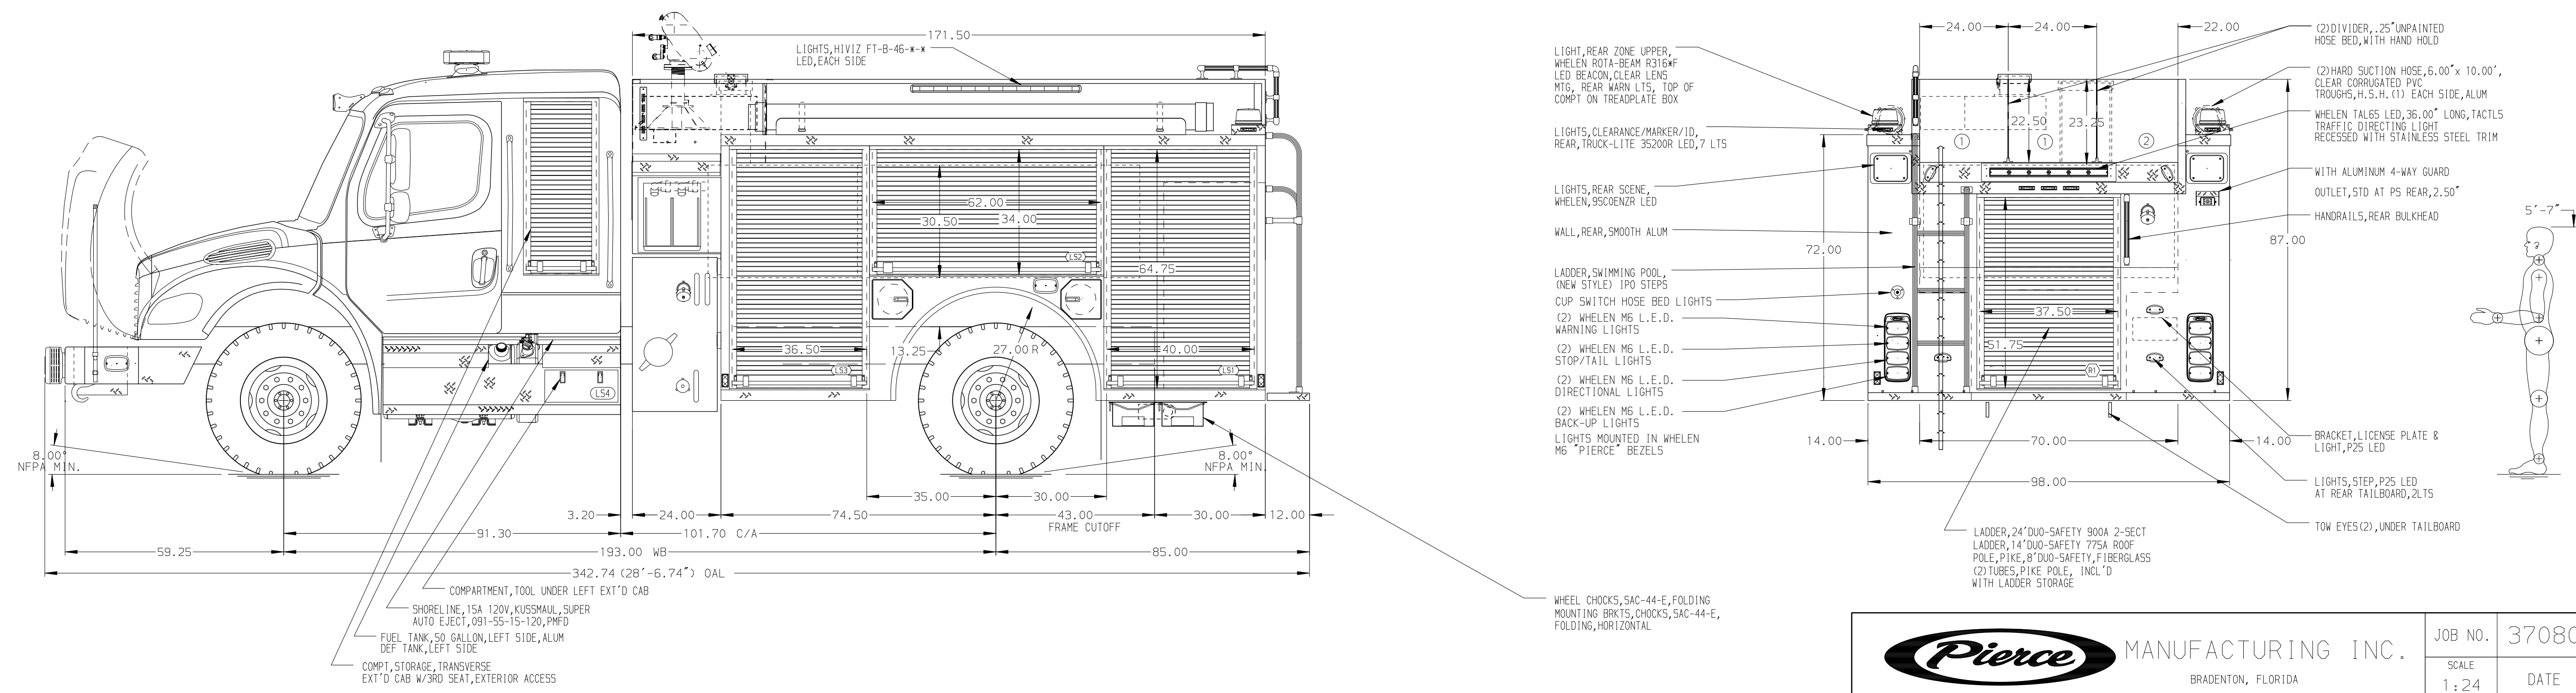 171.50
LIGHTS,HIVIZ FT-B-46-*-*
LED,EACH SIDE
62.00
30.50
34.00
LS2
64.75
36.50
13.25
27.00 R
40.00
LS3
LS1
LS4
8.00°
NFPA MIN.
8.00°
NFPA MIN.
35.00
30.00
3.20
24.00
74.50
43.00
FRAME CUTOFF
30.00
12.00
91.30
101.70 C/A
59.25
193.00 WB
85.00
342.74 (28'-6.74") OAL
COMPARTMENT,TOOL UNDER LEFT EXT'D CAB
SHORELINE,15A 120V,KUSSMAUL,SUPER
AUTO EJECT,091-55-15-120,PMFD
FUEL TANK,50 GALLON,LEFT SIDE,ALUM
DEF TANK,LEFT SIDE
COMPT,STORAGE,TRANSVERSE
EXT'D CAB W/3RD SEAT,EXTERIOR ACCESS
WHEEL CHOCKS,SAC-44-E,FOLDING
MOUNTING BRKTS,CHOCKS,SAC-44-E,
FOLDING,HORIZONTAL
LIGHT,REAR ZONE UPPER,
WHELEN ROTA-BEAM R316*F
LED BEACON,CLEAR LENS
MTG, REAR WARN LTS, TOP OF
COMPT ON TREADPLATE BOX
LIGHTS,CLEARANCE/MARKER/ID,
REAR,TRUCK-LITE 35200R LED,7 LTS
LIGHTS,REAR SCENE,
WHELEN,9SC0ENZR LED
WALL,REAR,SMOOTH ALUM
LADDER,SWIMMING POOL,
(NEW STYLE) IPO STEPS
CUP SWITCH HOSE BED LIGHTS
(2) WHELEN M6 L.E.D.
WARNING LIGHTS
(2) WHELEN M6 L.E.D.
STOP/TAIL LIGHTS
(2) WHELEN M6 L.E.D.
DIRECTIONAL LIGHTS
(2) WHELEN M6 L.E.D.
BACK-UP LIGHTS
LIGHTS MOUNTED IN WHELEN
M6 "PIERCE" BEZELS
24.00
24.00
22.00
22.50
23.25
1
1
2
72.00
87.00
37.50
51.75
R1
14.00
70.00
14.00
98.00
(2)DIVIDER,.25"UNPAINTED
HOSE BED,WITH HAND HOLD
(2)HARD SUCTION HOSE,6.00"x 10.00',
CLEAR CORRUGATED PVC
TROUGHS,H.S.H.(1) EACH SIDE,ALUM
WHELEN TAL65 LED,36.00" LONG,TACTL5
TRAFFIC DIRECTING LIGHT
RECESSED WITH STAINLESS STEEL TRIM
WITH ALUMINUM 4-WAY GUARD
OUTLET,STD AT PS REAR,2.50"
HANDRAILS,REAR BULKHEAD
5'-7"
BRACKET,LICENSE PLATE &
LIGHT,P25 LED
LIGHTS,STEP,P25 LED
AT REAR TAILBOARD,2LTS
TOW EYES(2),UNDER TAILBOARD
LADDER,24'DUO-SAFETY 900A 2-SECT
LADDER,14'DUO-SAFETY 775A ROOF
POLE,PIKE,8'DUO-SAFETY,FIBERGLASS
(2)TUBES,PIKE POLE, INCL'D
WITH LADDER STORAGE
Pierce
MANUFACTURING INC.
BRADENTON, FLORIDA
JOB NO.
37080
SCALE
1:24
DATE